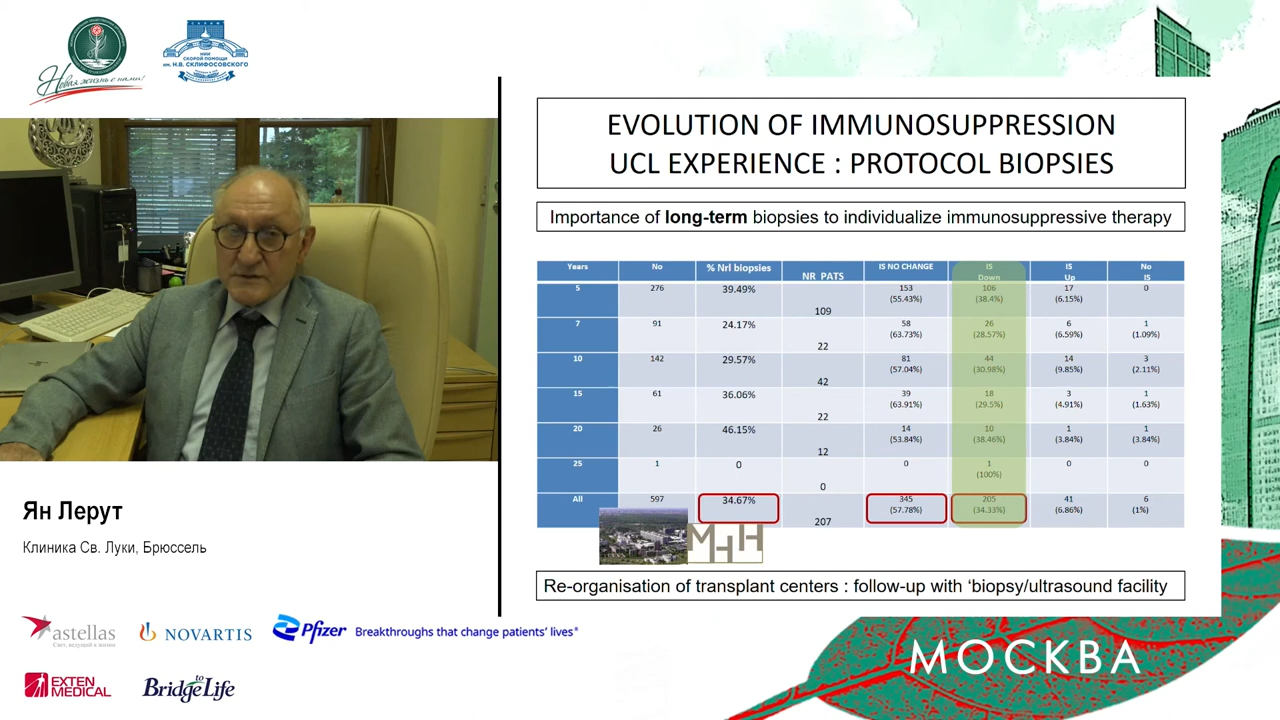 Новая жизнь с нами!
НИИ
СКОРОЙ ПОМОЩИ
им. Н.В. СКЛИФОСОВСКОГО
EVOLUTION OF IMMUNOSUPPRESSION
UCL EXPERIENCE : PROTOCOL BIOPSIES
Importance of long-term biopsies to individualize immunosuppressive therapy
Years No % Nrl biopsies NR PATS IS NO CHANGE IS Down IS Up No IS
5 276 39.49% 109 153 (55.43%) 106 (38.4%) 17 (6.15%) 0
7 91 24.17% 22 58 (63.73%) 26 (28.57%) 6 (6.59%) 1 (1.09%)
10 142 29.57% 42 81 (57.04%) 44 (30.98%) 14 (9.85%) 3 (2.11%)
15 61 36.06% 22 39 (63.91%) 18 (29.5%) 3 (4.91%) 1 (1.63%)
20 26 46.15% 12 14 (53.84%) 10 (38.46%) 1 (3.84%) 1 (3.84%)
25 1 0 0 0 1 (100%) 0 0
All 597 34.67% 207 345 (57.78%) 205 (34.33%) 41 (6.86%) 6 (1%)
MHH
Re-organisation of transplant centers : follow-up with ‘biopsy/ultrasound facility
Ян Лерут
Клиника Св. Луки, Брюссель
astellas
Свет, ведущий к жизни
NOVARTIS
Pfizer Breakthroughs that change patients’ lives®
EXTEN
MEDICAL
Bridge to Life
МОСКВА